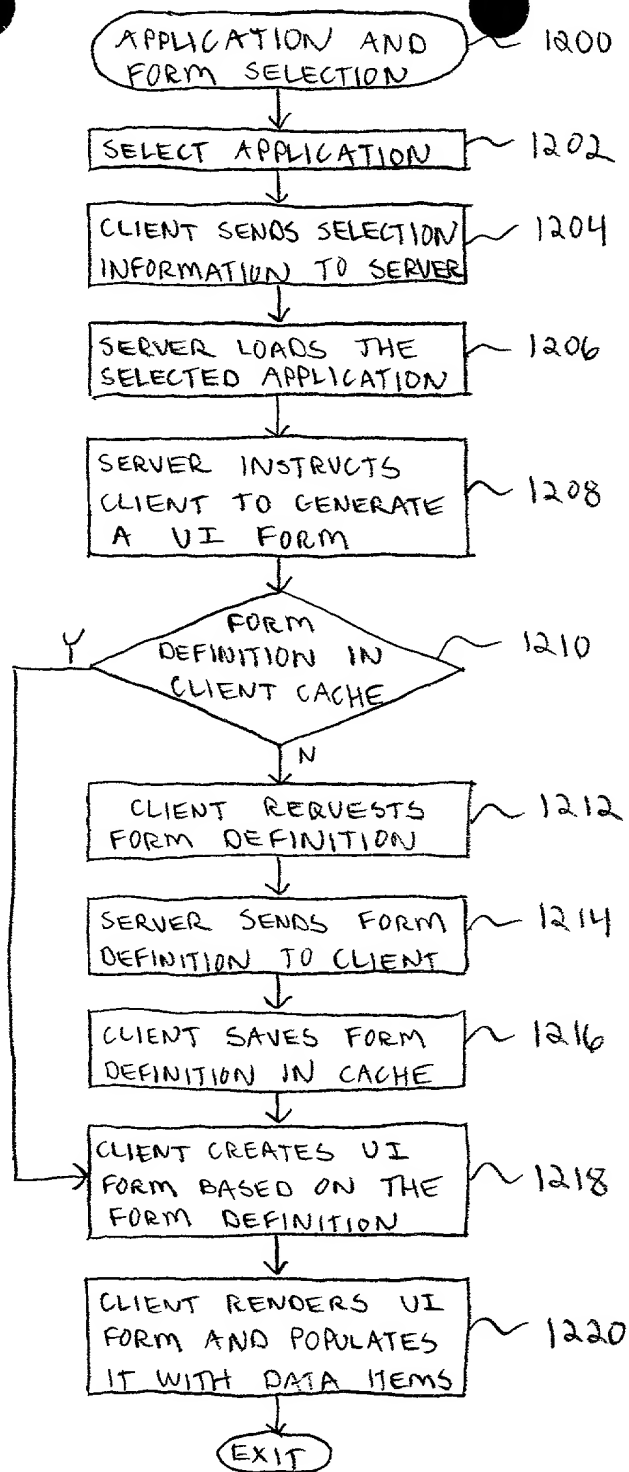 APPLICATION AND
FORM SELECTION
1200
SELECT APPLICATION
1202
CLIENT SENDS SELECTION
INFORMATION TO SERVER
1204
SERVER LOADS THE
SELECTED APPLICATION
1206
SERVER INSTRUCTS
CLIENT TO GENERATE
A UI FORM
1208
FORM
DEFINITION IN
CLIENT CACHE
1210
Y
N
CLIENT REQUESTS
FORM DEFINITION
1212
SERVER SENDS FORM
DEFINITION TO CLIENT
1214
CLIENT SAVES FORM
DEFINITION IN CACHE
1216
CLIENT CREATES UI
FORM BASED ON THE
FORM DEFINITION
1218
CLIENT RENDERS UI
FORM AND POPULATES
IT WITH DATA ITEMS
1220
EXIT